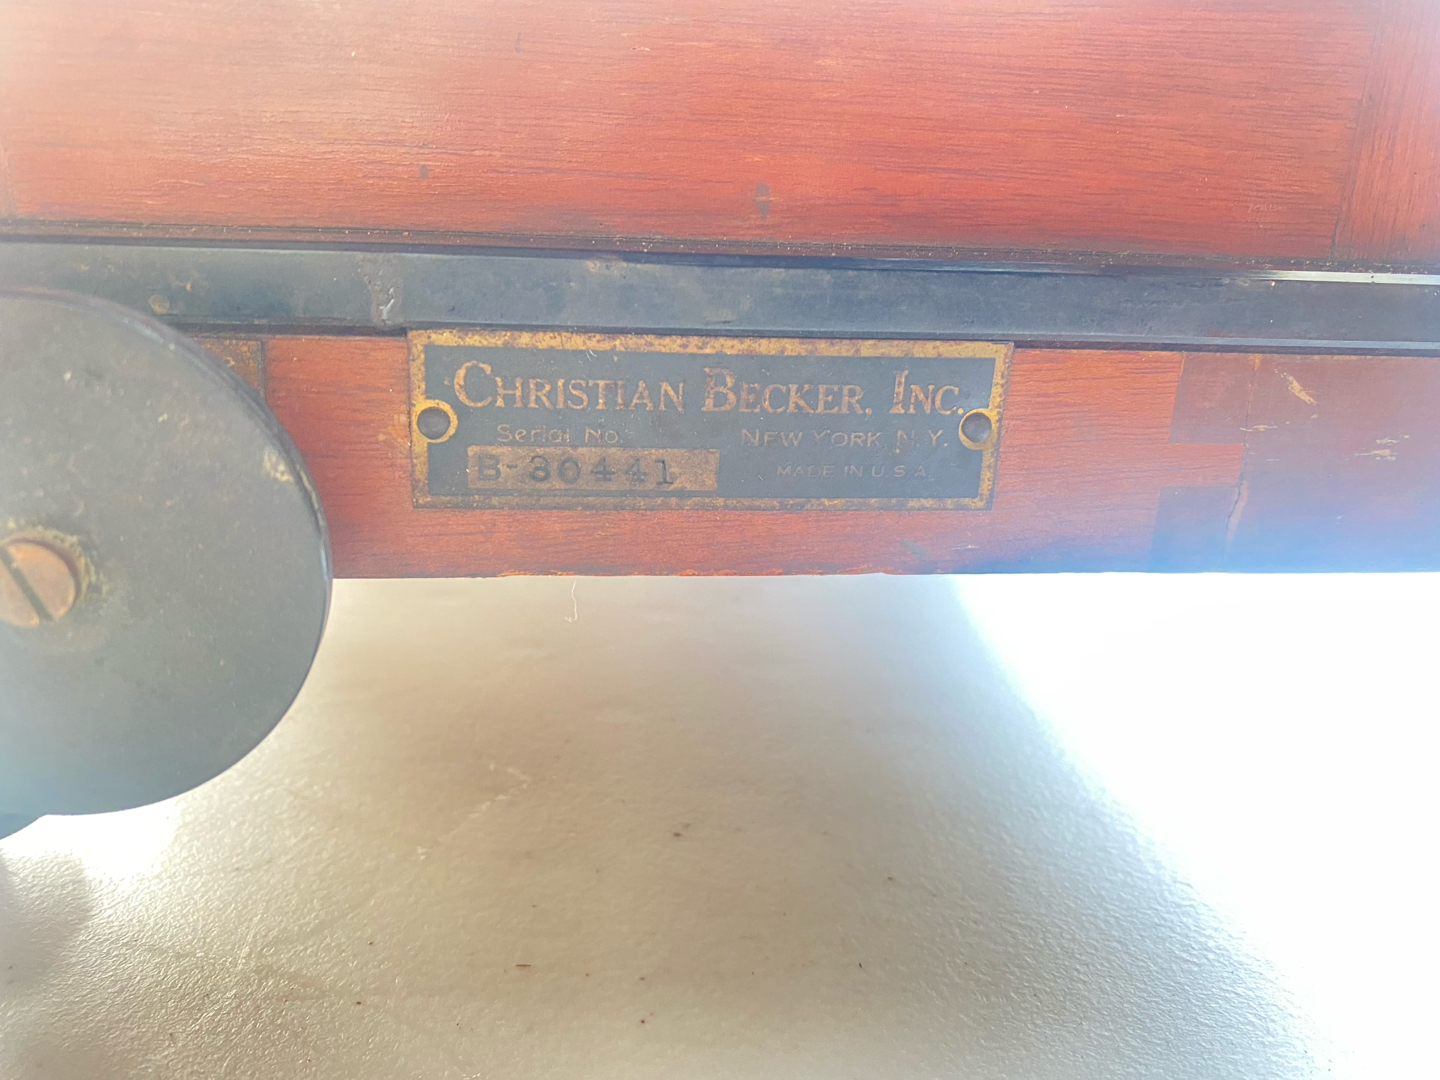 CHRISTIAN BECKER, INC.
Serial No.
NEW YORK, N.Y.
B-30441
MADE IN U.S.A.